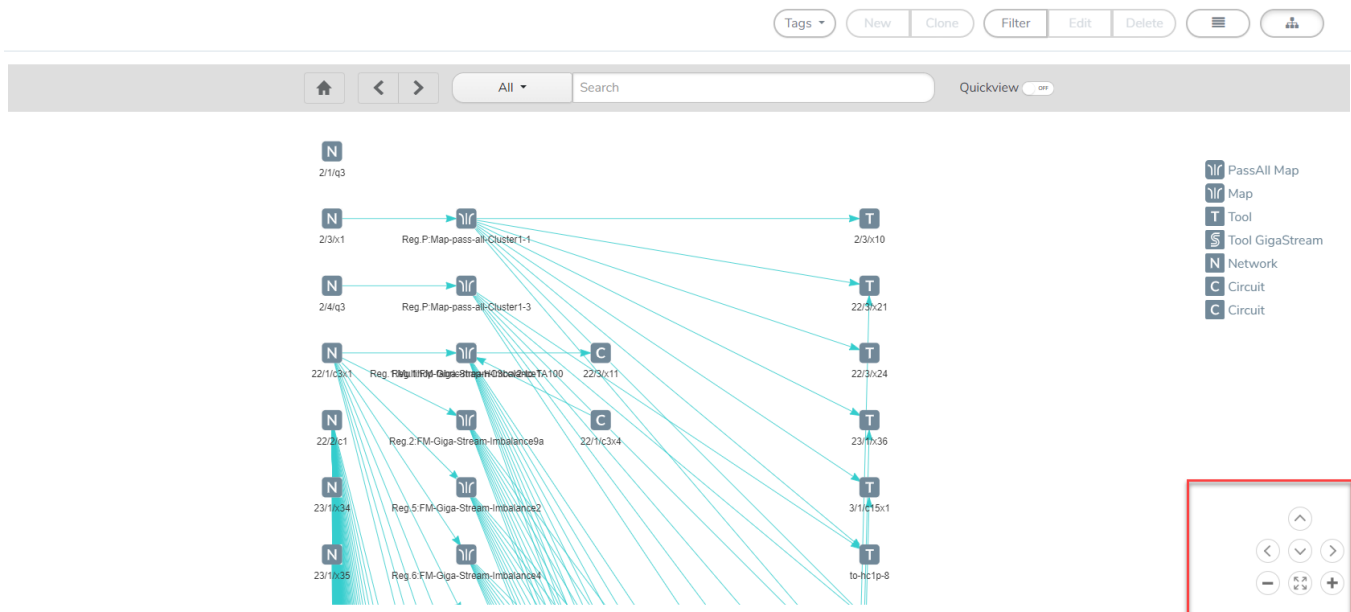 Tags New Clone Filter Edit Delete
All Search Quickview OFF
N
2/1/q3
N T
2/3/x1 Reg.P:Map-pass-all-Cluster1-1 2/3/x10
N T
2/4/q3 Reg.P:Map-pass-all-Cluster1-3 22/3/x21
N C T
22/1/c3x1 22/3/x11 22/3/x24
N C T
22/2/c1 Reg.2:FM-Giga-Stream-Imbalance9a 22/1/c3x4 23/1/x36
N T
23/1/x34 Reg.5:FM-Giga-Stream-Imbalance2 3/1/c15x1
N T
23/1/x35 Reg.6:FM-Giga-Stream-Imbalance4 to-hc1p-8
PassAll Map
Map
T Tool
S Tool GigaStream
N Network
C Circuit
C Circuit